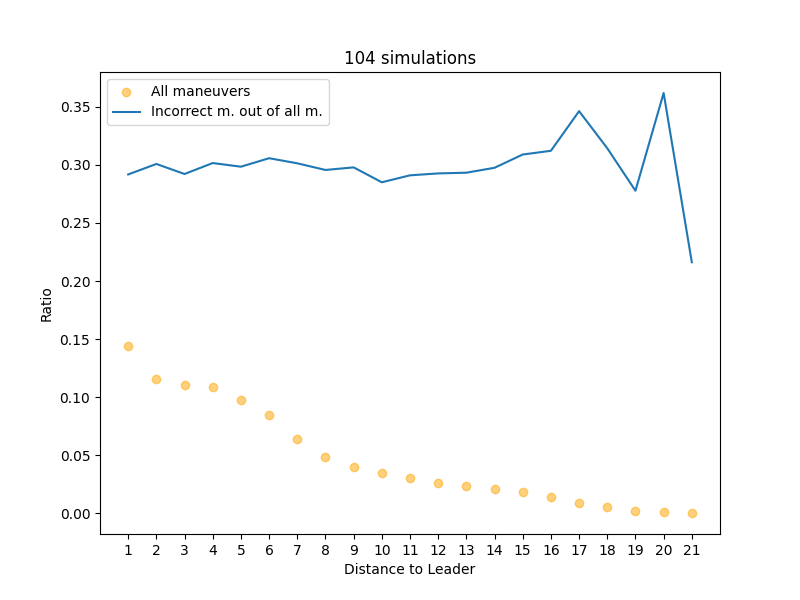 104 simulations
All maneuvers
Incorrect m. out of all m.
0.35
0.30
0.25
0.20
0.15
0.10
0.05
0.00
Ratio
1 2 3 4 5 6 7 8 9 10 11 12 13 14 15 16 17 18 19 20 21
Distance to Leader